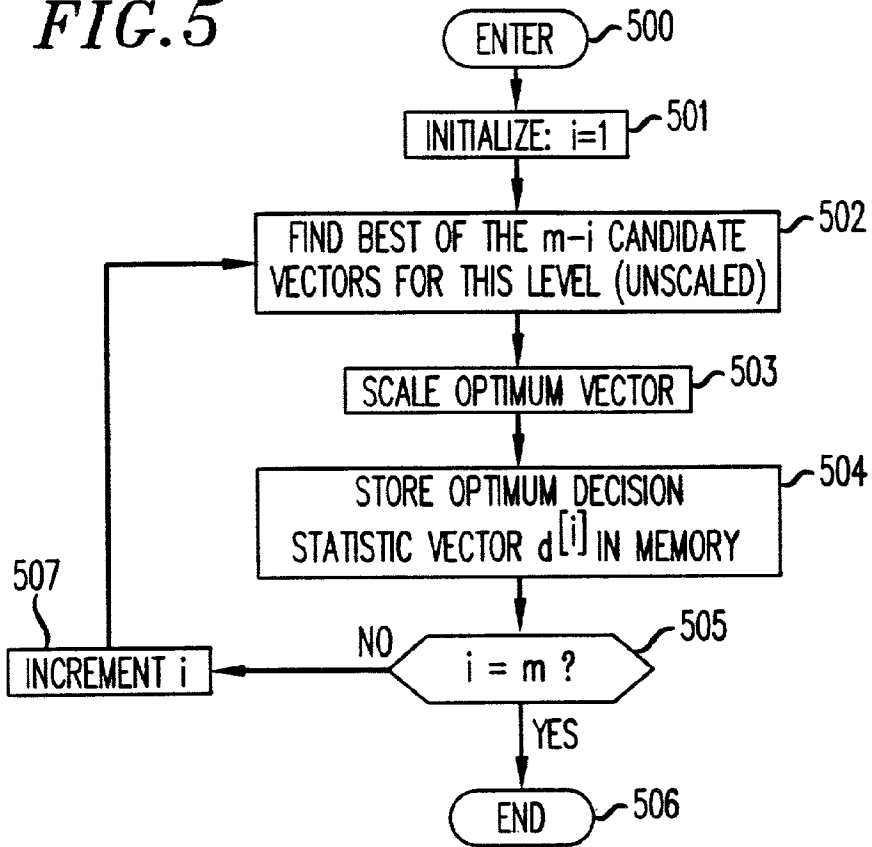 FIG.5
ENTER
500
INITIALIZE: i=1
501
FIND BEST OF THE m-i CANDIDATE
VECTORS FOR THIS LEVEL (UNSCALED)
502
SCALE OPTIMUM VECTOR
503
STORE OPTIMUM DECISION
STATISTIC VECTOR d[i] IN MEMORY
504
i = m ?
505
NO
507
INCREMENT i
YES
END
506